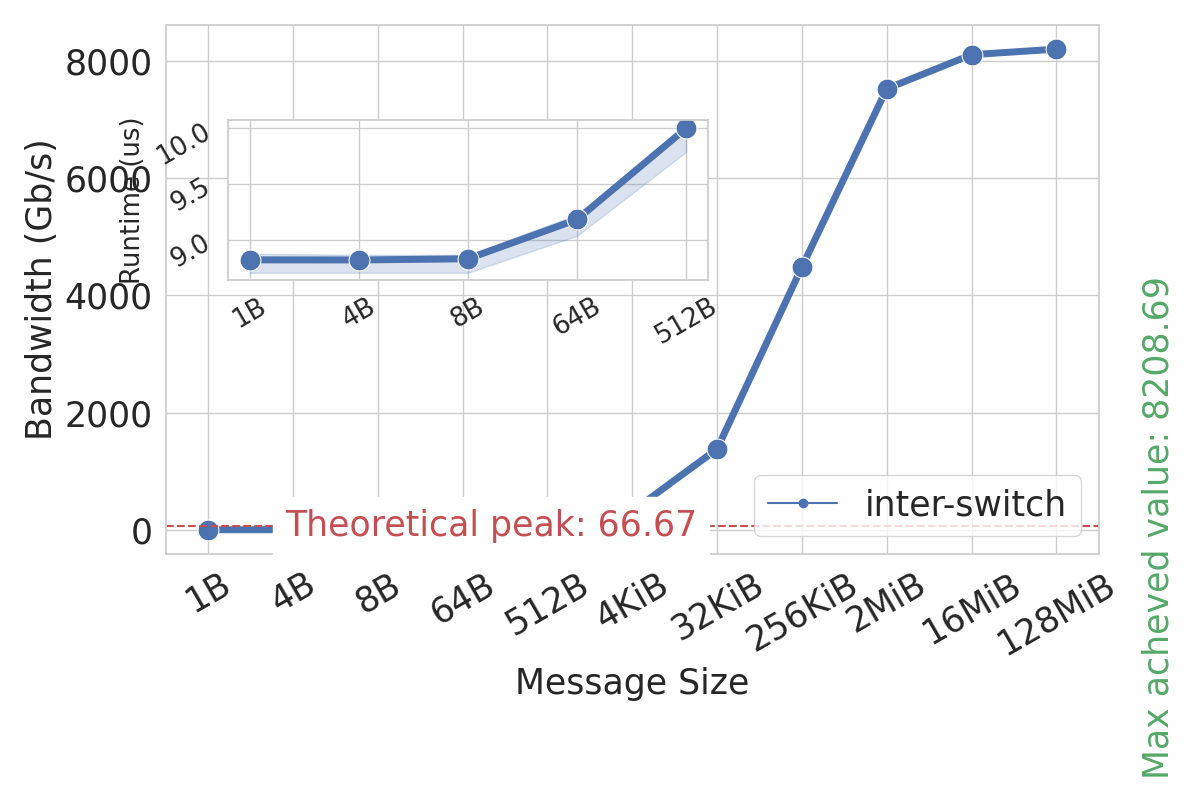 8000
6000
4000
2000
0
Bandwidth (Gb/s)
Runtime (us)
10.0
9.5
9.0
1B
4B
8B
64B
512B
Theoretical peak: 66.67
inter-switch
1B
4B
8B
64B
512B
4KiB
32KiB
256KiB
2MiB
16MiB
128MiB
Message Size
Max acheved value: 8208.69